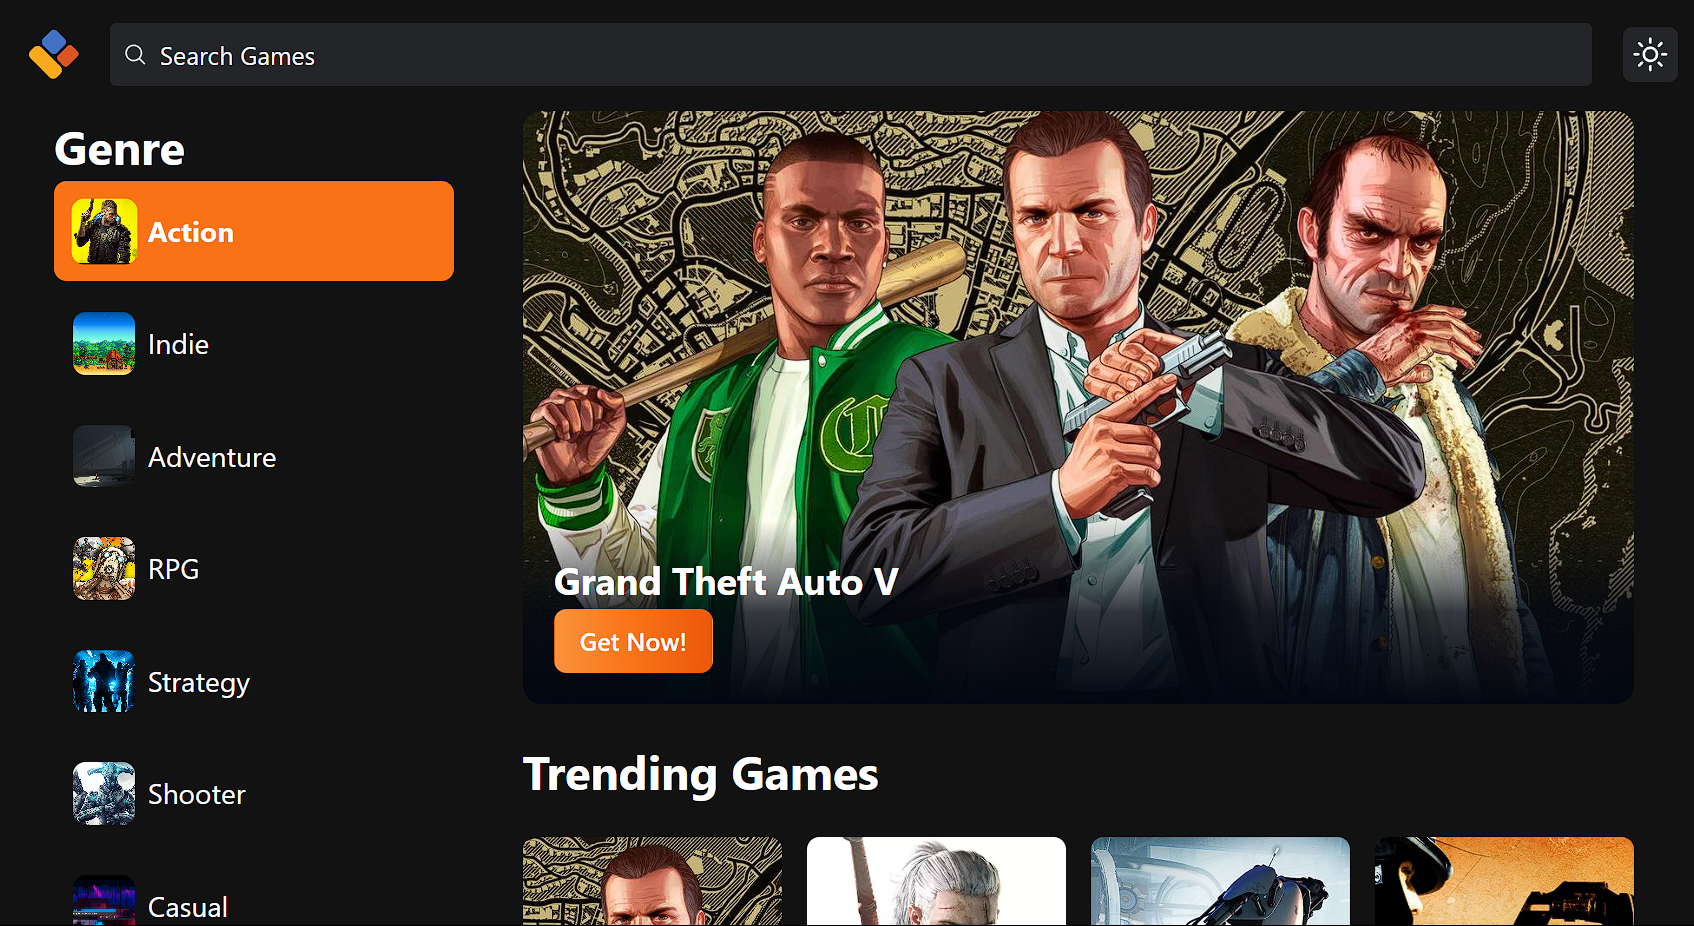 Search Games
Genre
Action
Indie
Adventure
RPG
Strategy
Shooter
Casual
Grand Theft Auto V
Get Now!
Trending Games